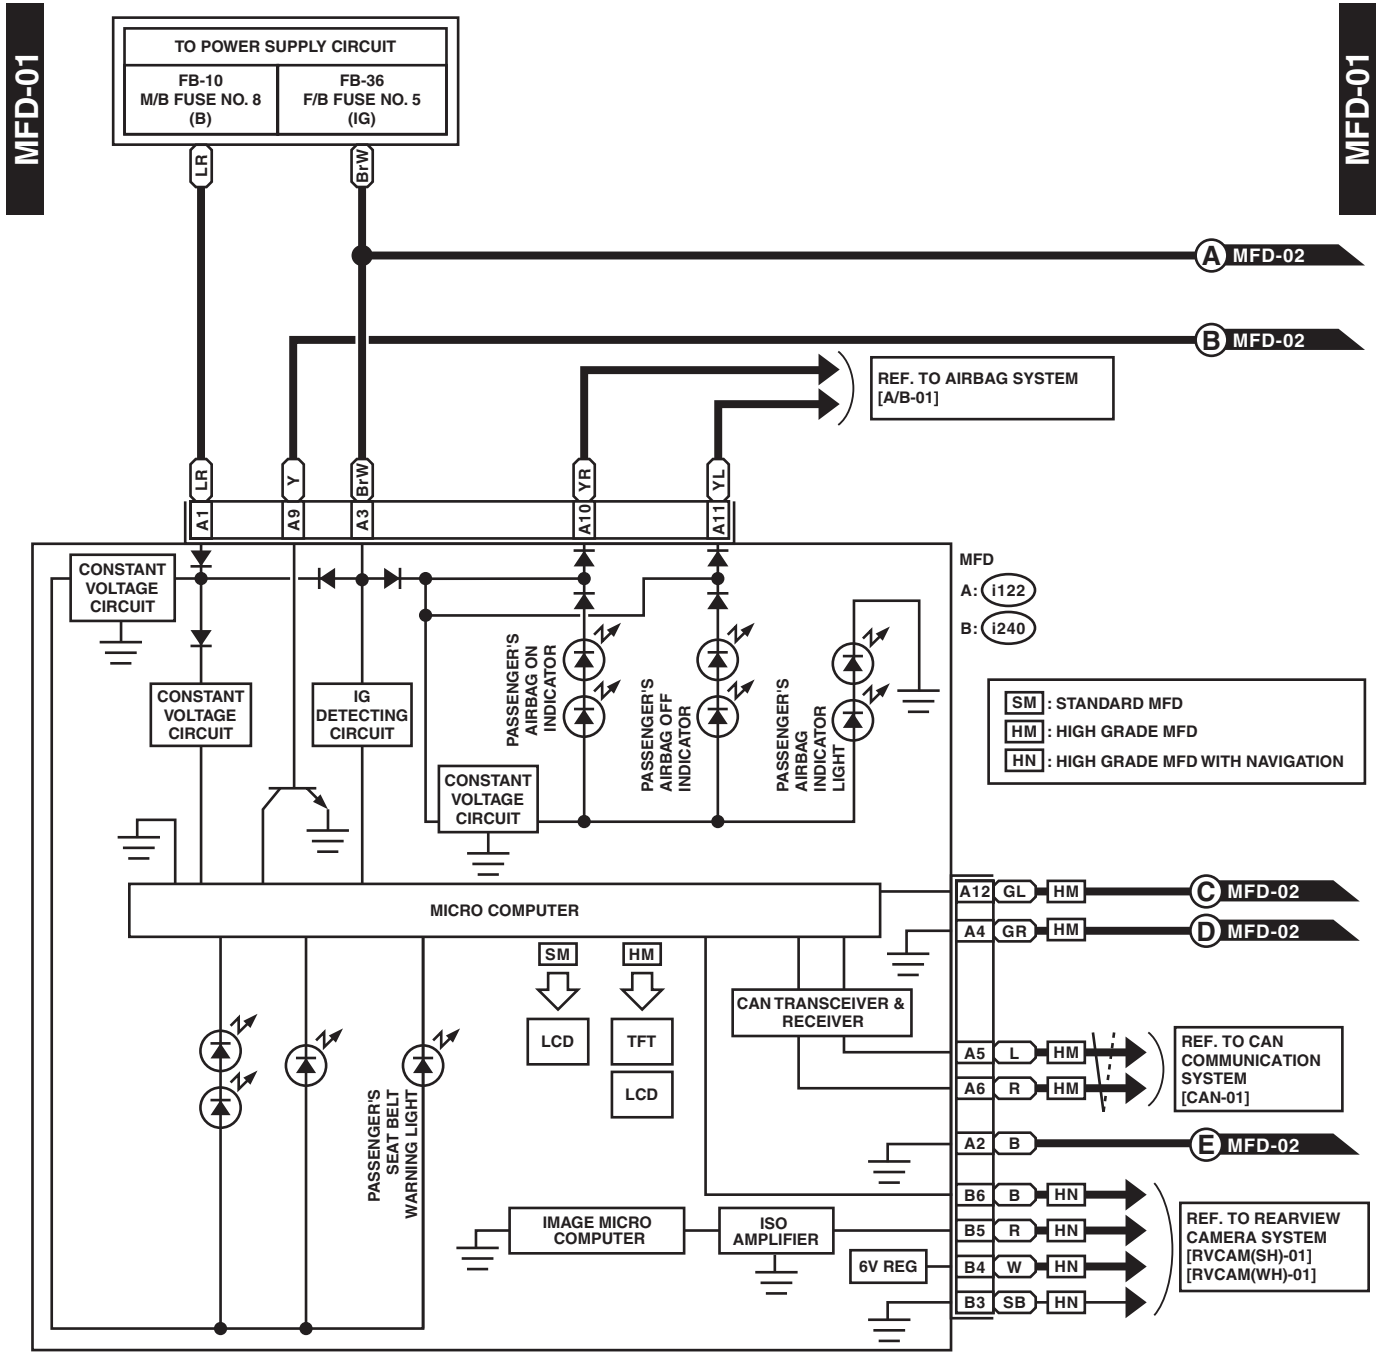 MFD-01
MFD-01
TO POWER SUPPLY CIRCUIT
FB-10
M/B FUSE NO. 8
(B)
FB-36
F/B FUSE NO. 5
(IG)
LR
BrW
A MFD-02
B MFD-02
REF. TO AIRBAG SYSTEM
[A/B-01]
LR
Y
BrW
YR
YL
A1
A9
A3
A10
A11
MFD
A: i122
B: i240
CONSTANT
VOLTAGE
CIRCUIT
CONSTANT
VOLTAGE
CIRCUIT
IG
DETECTING
CIRCUIT
PASSENGER'S
AIRBAG ON
INDICATOR
PASSENGER'S
AIRBAG OFF
INDICATOR
PASSENGER'S
AIRBAG
INDICATOR
LIGHT
CONSTANT
VOLTAGE
CIRCUIT
SM : STANDARD MFD
HM : HIGH GRADE MFD
HN : HIGH GRADE MFD WITH NAVIGATION
MICRO COMPUTER
A12 GL HM C MFD-02
A4 GR HM D MFD-02
SM
HM
LCD
TFT
LCD
CAN TRANSCEIVER &
RECEIVER
A5 L HM
A6 R HM
REF. TO CAN
COMMUNICATION
SYSTEM
[CAN-01]
PASSENGER'S
SEAT BELT
WARNING LIGHT
A2 B E MFD-02
B6 B HN
B5 R HN
B4 W HN
B3 SB HN
IMAGE MICRO
COMPUTER
ISO
AMPLIFIER
6V REG
REF. TO REARVIEW
CAMERA SYSTEM
[RVCAM(SH)-01]
[RVCAM(WH)-01]